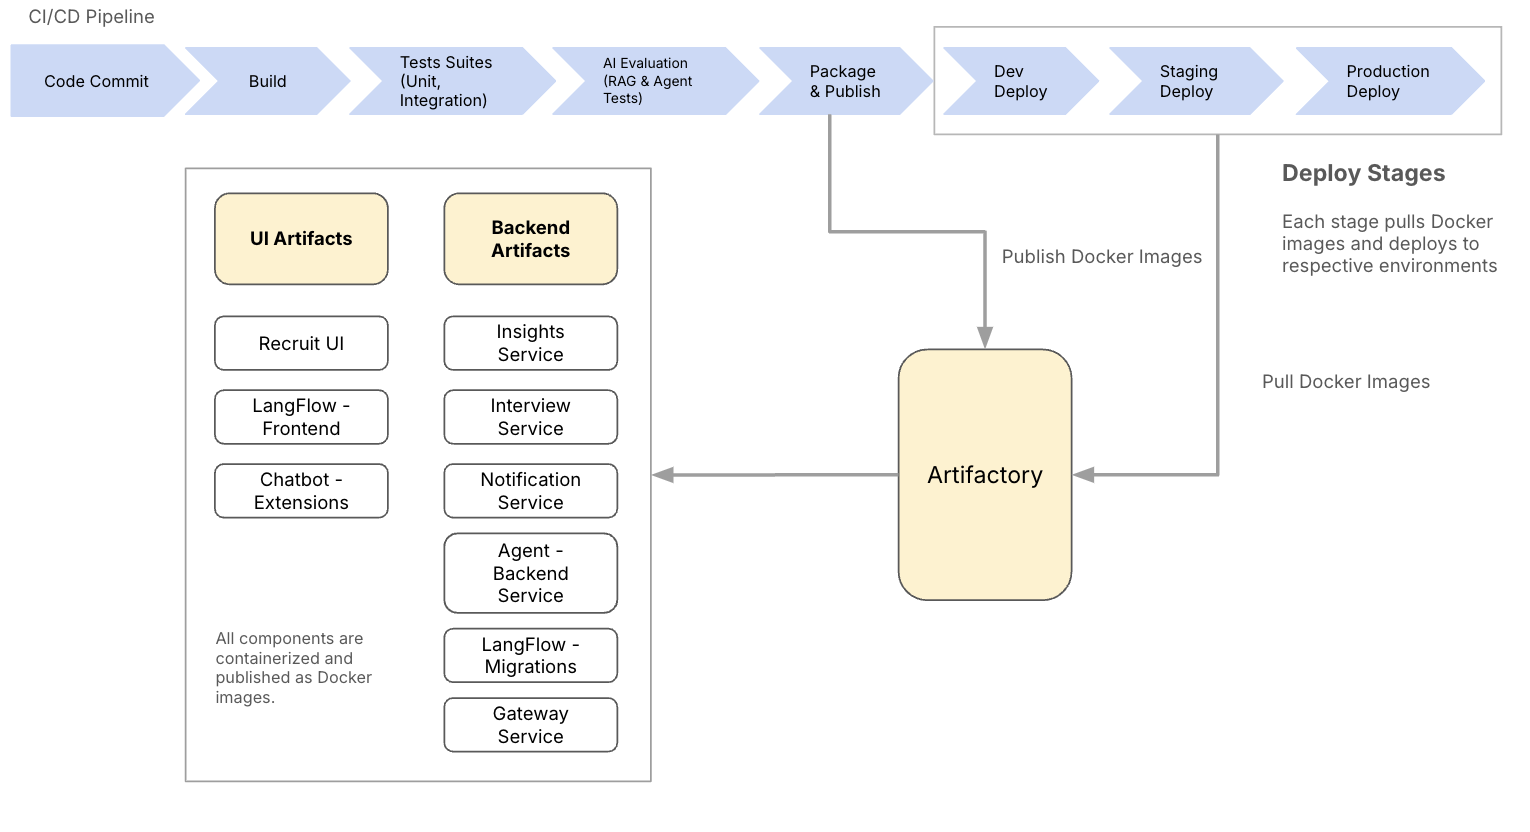 CI/CD Pipeline
Code Commit
Build
Tests Suites
(Unit,
Integration)
AI Evaluation
(RAG & Agent
Tests)
Package
& Publish
Dev
Deploy
Staging
Deploy
Production
Deploy
Deploy Stages
Each stage pulls Docker
images and deploys to
respective environments
Publish Docker Images
Pull Docker Images
Artifactory
UI Artifacts
Recruit UI
LangFlow -
Frontend
Chatbot -
Extensions
All components are
containerized and
published as Docker
images.
Backend
Artifacts
Insights
Service
Interview
Service
Notification
Service
Agent -
Backend
Service
LangFlow -
Migrations
Gateway
Service